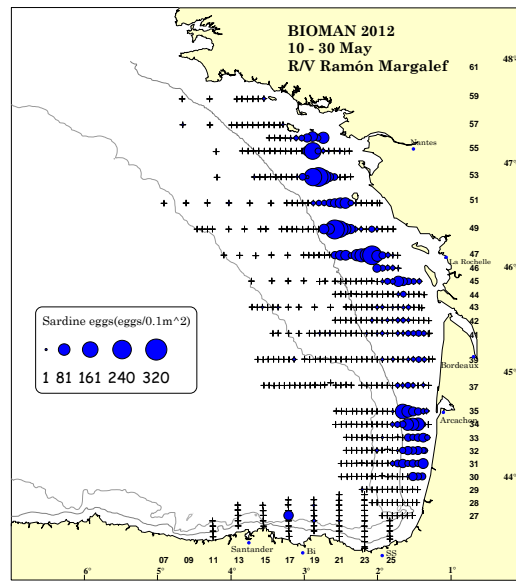 BIOMAN 2012
10 - 30 May
R/V Ramón Margalef
48°
61
59
57
Nantes
55
47°
53
51
49
47
La Rochelle
46
46°
45
44
43
42
41
Sardine eggs(eggs/0.1m^2)
1 81 161 240 320
39
Bordeaux
45°
37
35
Arcachon
34
33
32
31
30
44°
29
28
27
Santander
Bi
SS
07 09 11 13 15 17 19 21 23 25
6° 5° 4° 3° 2° 1°